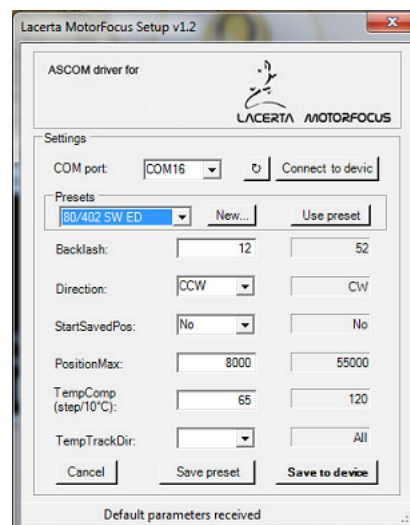 Lacerta MotorFocus Setup v1.2
x
ASCOM driver for
LACERTA MOTORFOCUS
Settings
COM port: COM16 ↻ Connect to devic
Presets
80/402 SW ED New... Use preset
Backlash: 12 52
Direction: CCW CW
StartSavedPos: No No
PositionMax: 8000 55000
TempComp
(step/10°C): 65 120
TempTrackDir: All
Cancel Save preset Save to device
Default parameters received